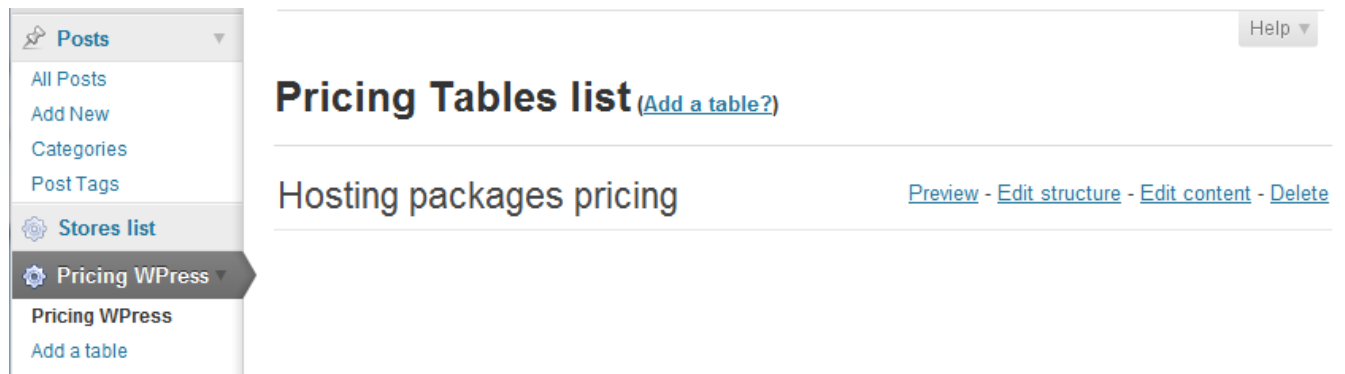 Posts
All Posts
Add New
Categories
Post Tags
Stores list
Pricing WPress
Pricing WPress
Add a table
Help
Pricing Tables list (Add a table?)
Hosting packages pricing
Preview - Edit structure - Edit content - Delete